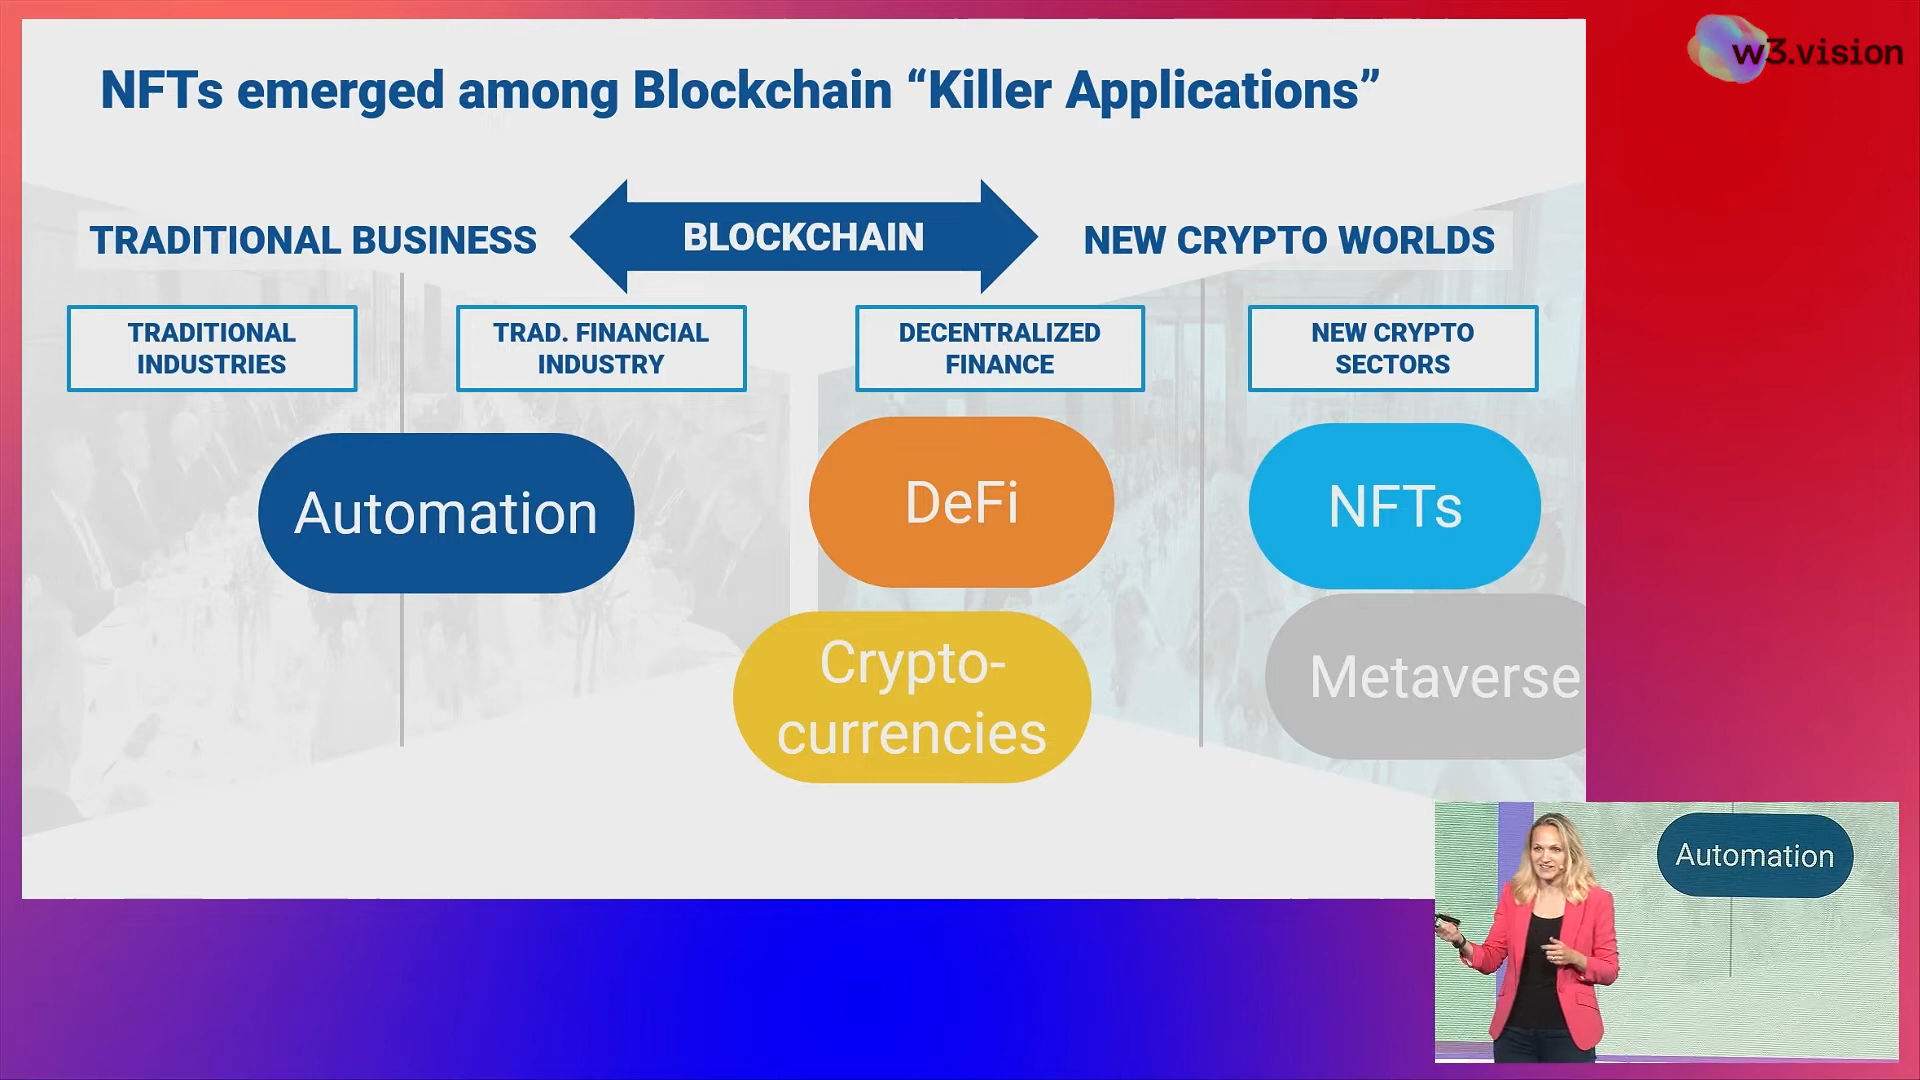 w3.vision
NFTs emerged among Blockchain “Killer Applications”
TRADITIONAL BUSINESS
BLOCKCHAIN
NEW CRYPTO WORLDS
TRADITIONAL
INDUSTRIES
TRAD. FINANCIAL
INDUSTRY
DECENTRALIZED
FINANCE
NEW CRYPTO
SECTORS
Automation
DeFi
NFTs
Crypto-
currencies
Metaverse
Automation